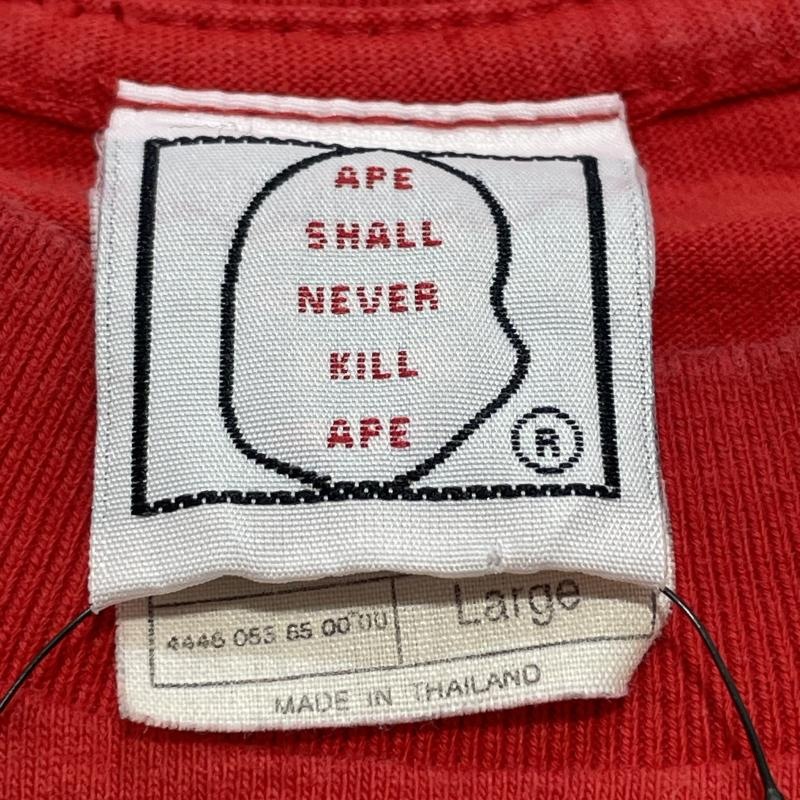 APE
SHALL
NEVER
KILL
APE
®
Large
4446 053 65 00 00
MADE IN THAILAND